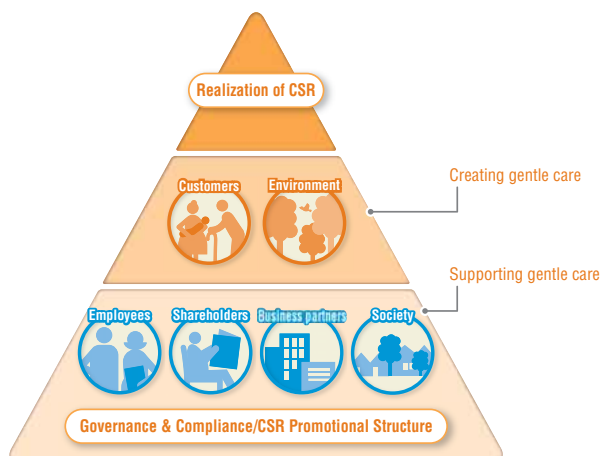 Realization of CSR
Customers
Environment
Creating gentle care
Supporting gentle care
Employees
Shareholders
Business partners
Society
Governance & Compliance/CSR Promotional Structure